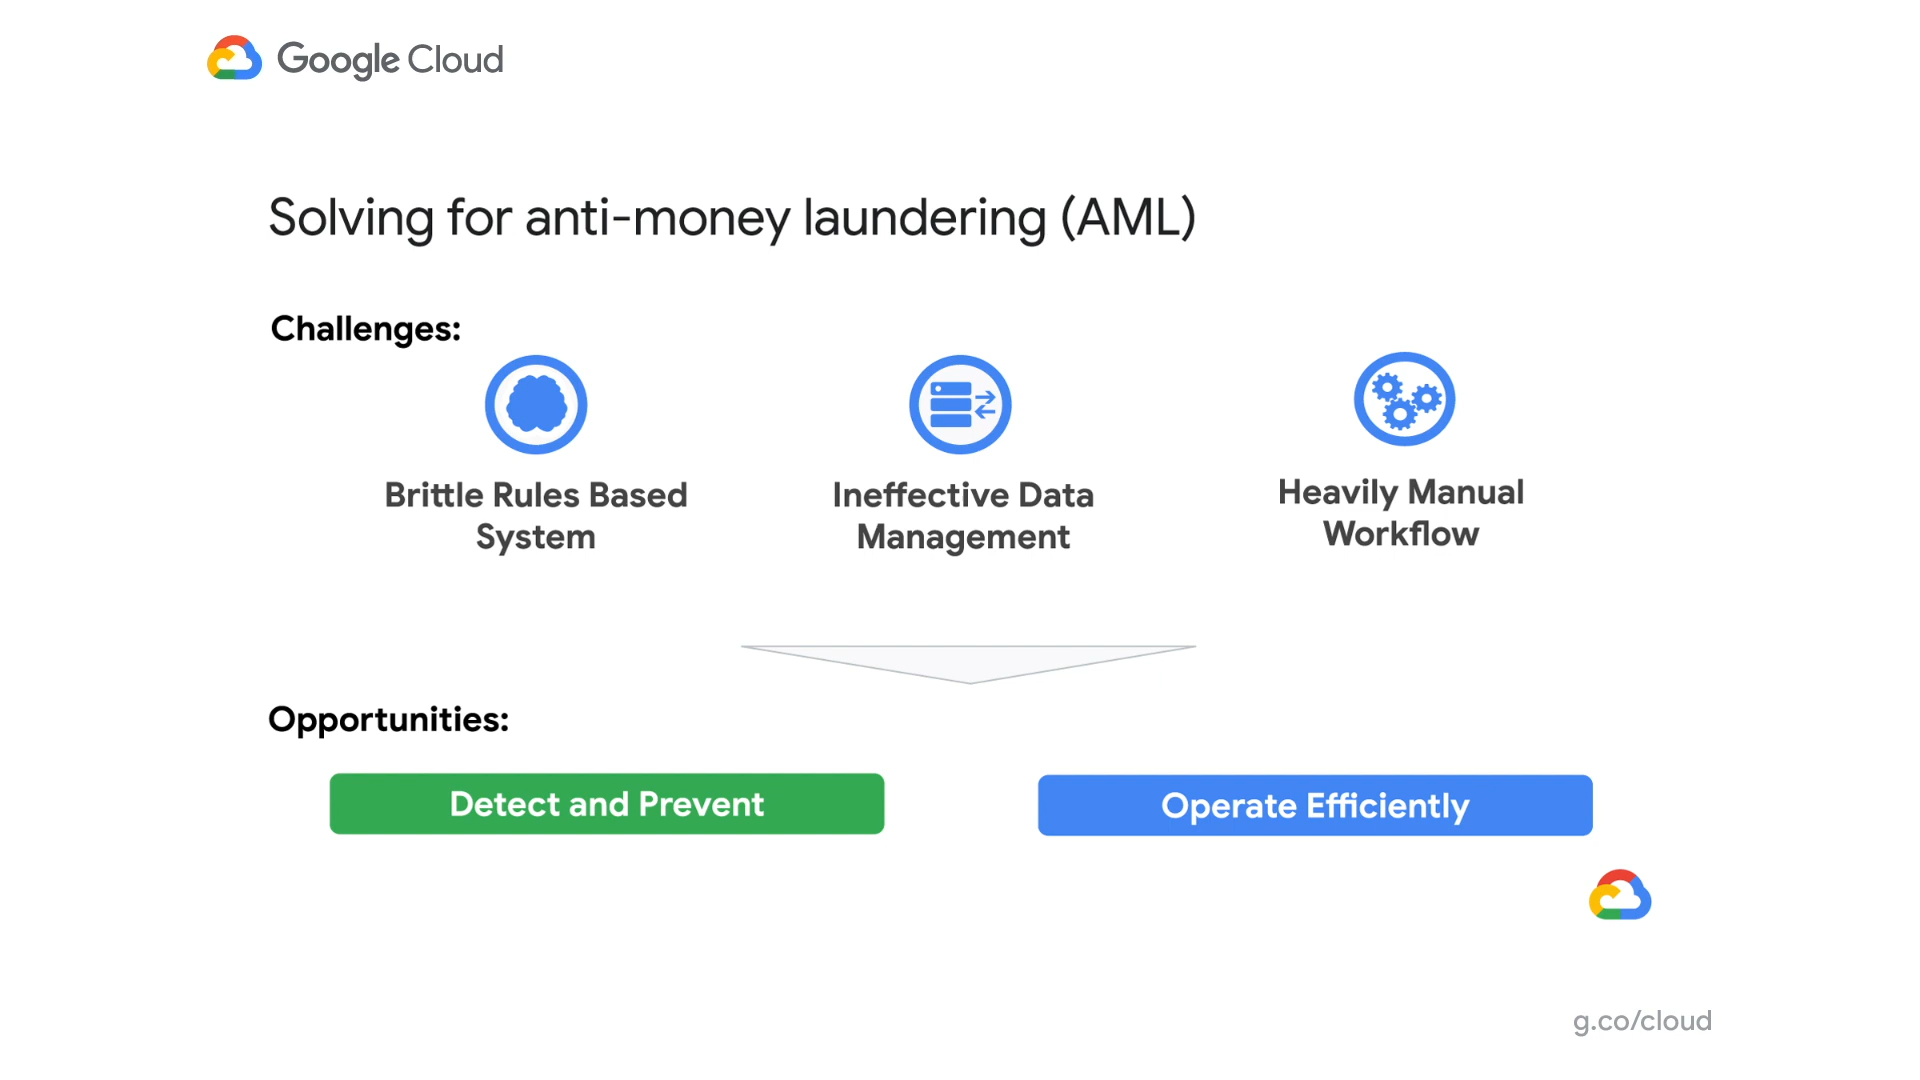 Google Cloud
Solving for anti-money laundering (AML)
Challenges:
Brittle Rules Based
System
Ineffective Data
Management
Heavily Manual
Workflow
Opportunities:
Detect and Prevent
Operate Efficiently
g.co/cloud